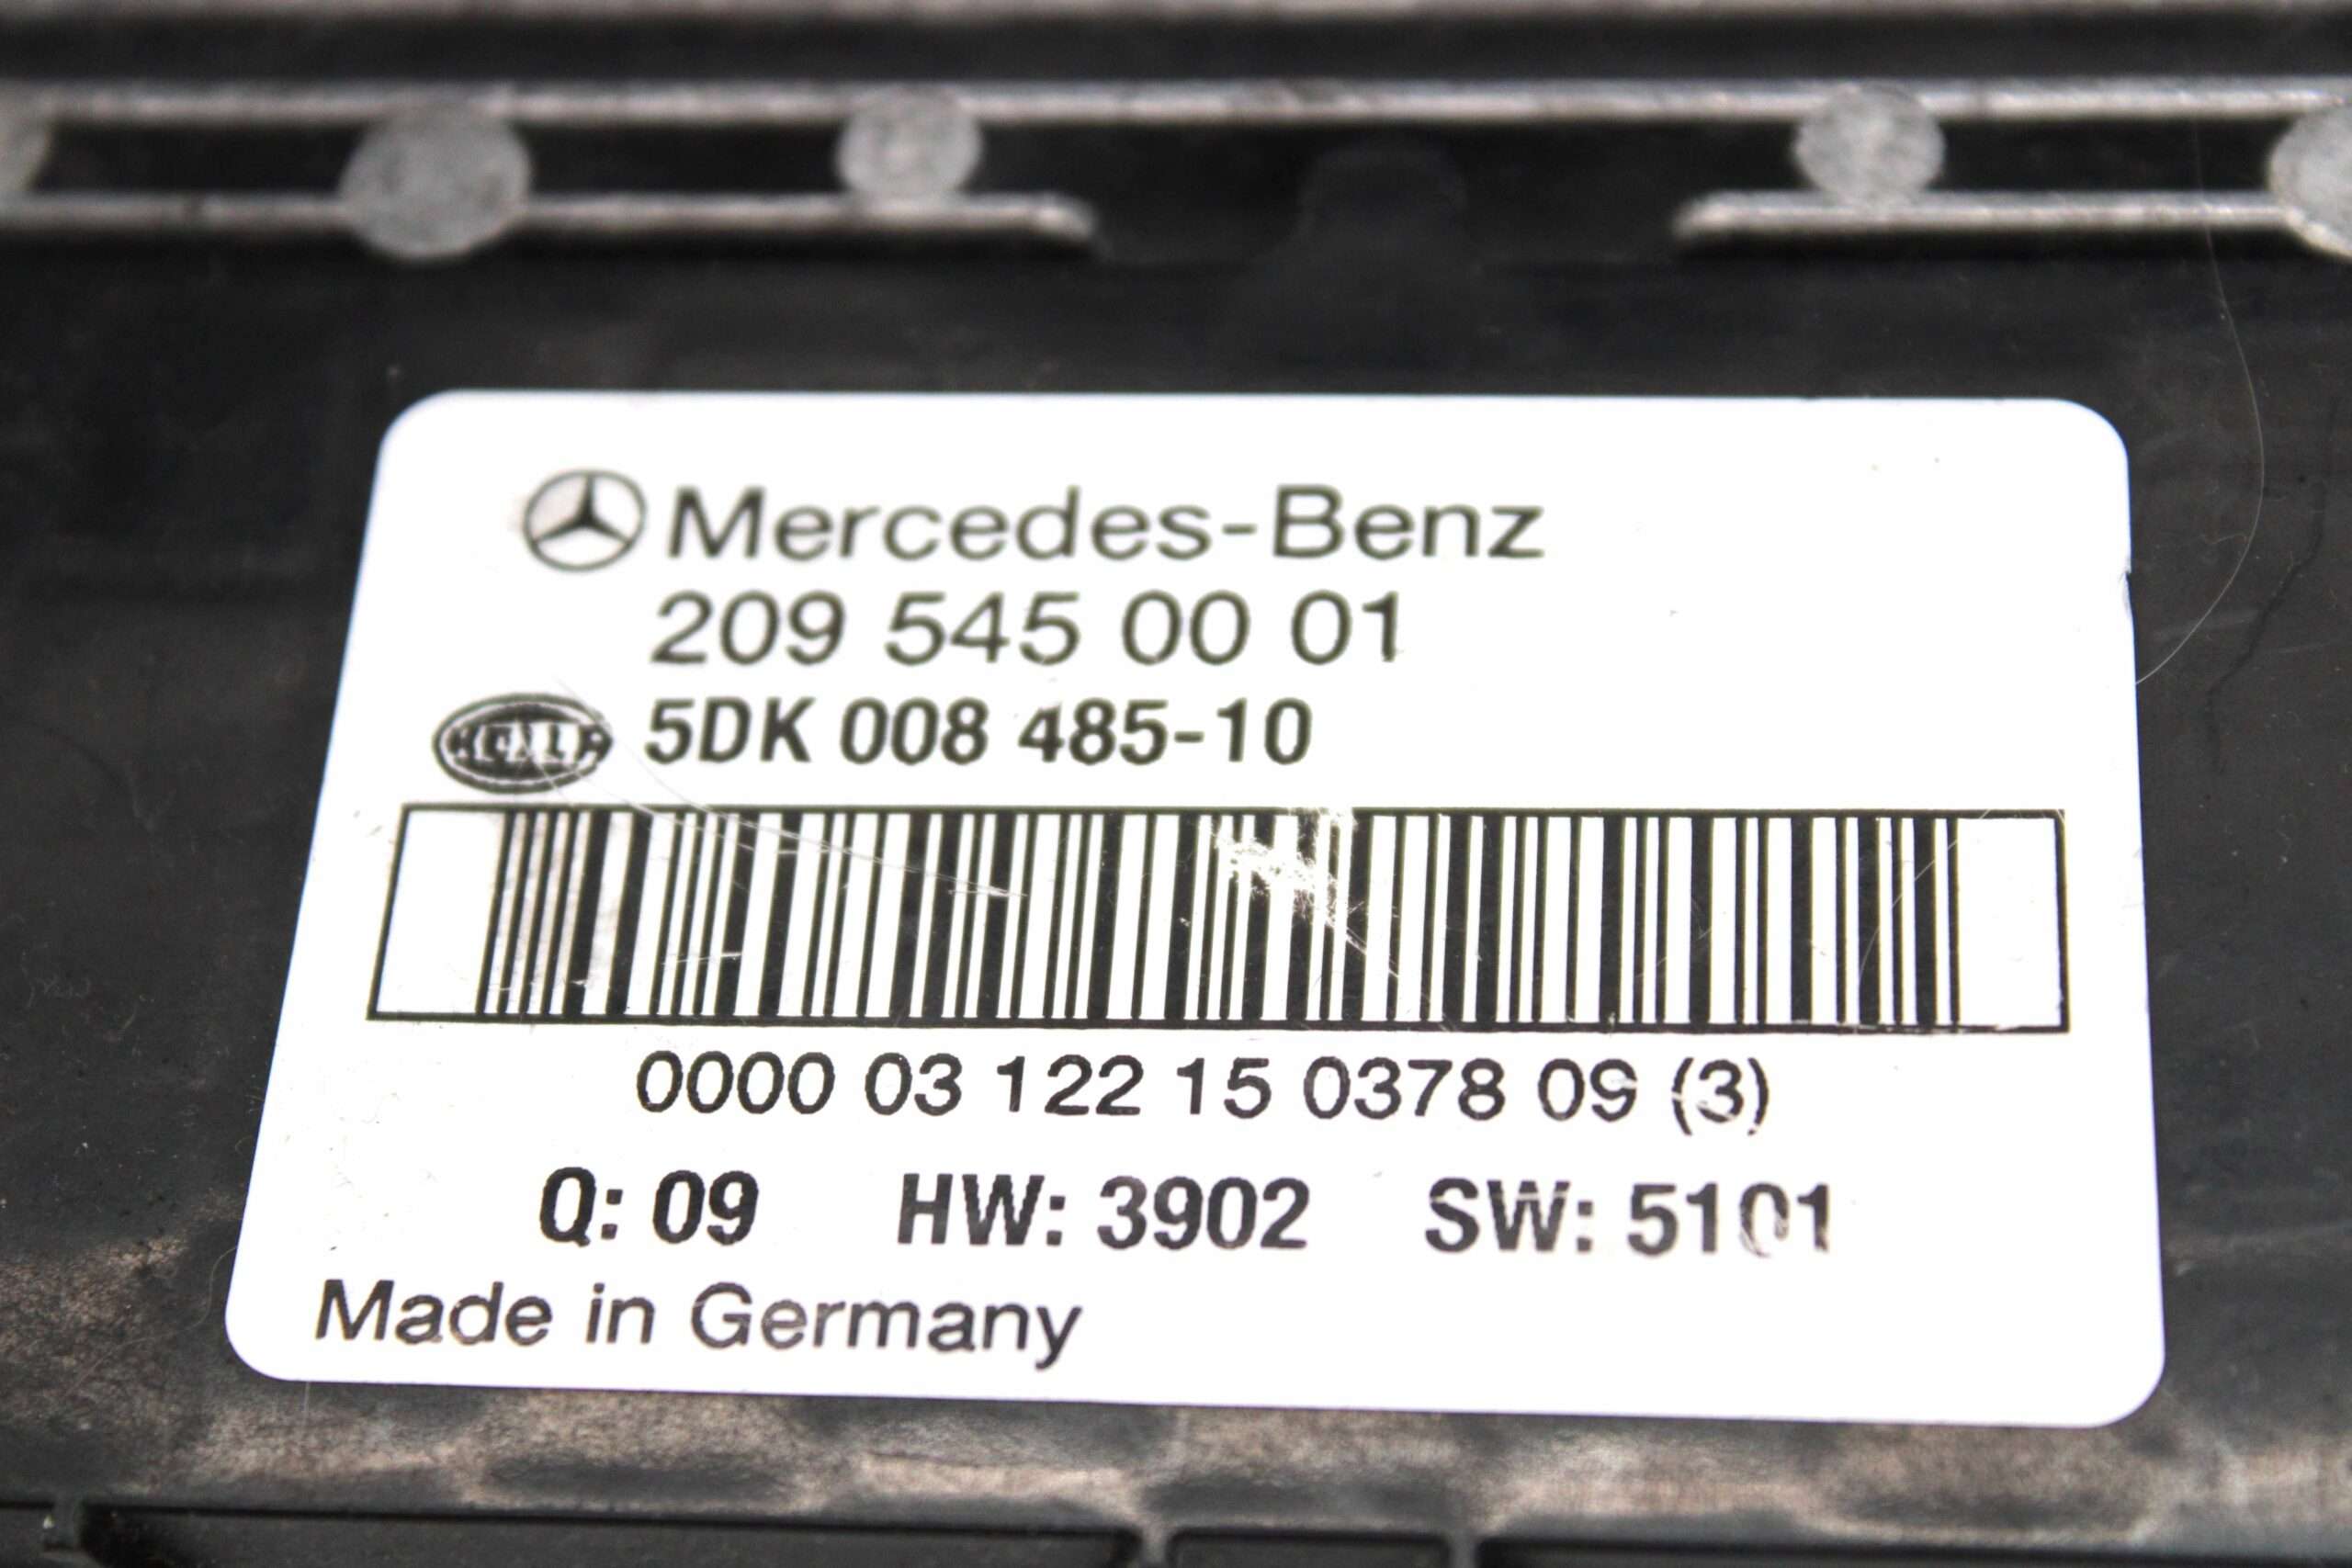 Mercedes-Benz
209 545 00 01
HELLA 5DK 008 485-10
0000 03 122 15 0378 09 (3)
Q: 09 HW: 3902 SW: 5101
Made in Germany